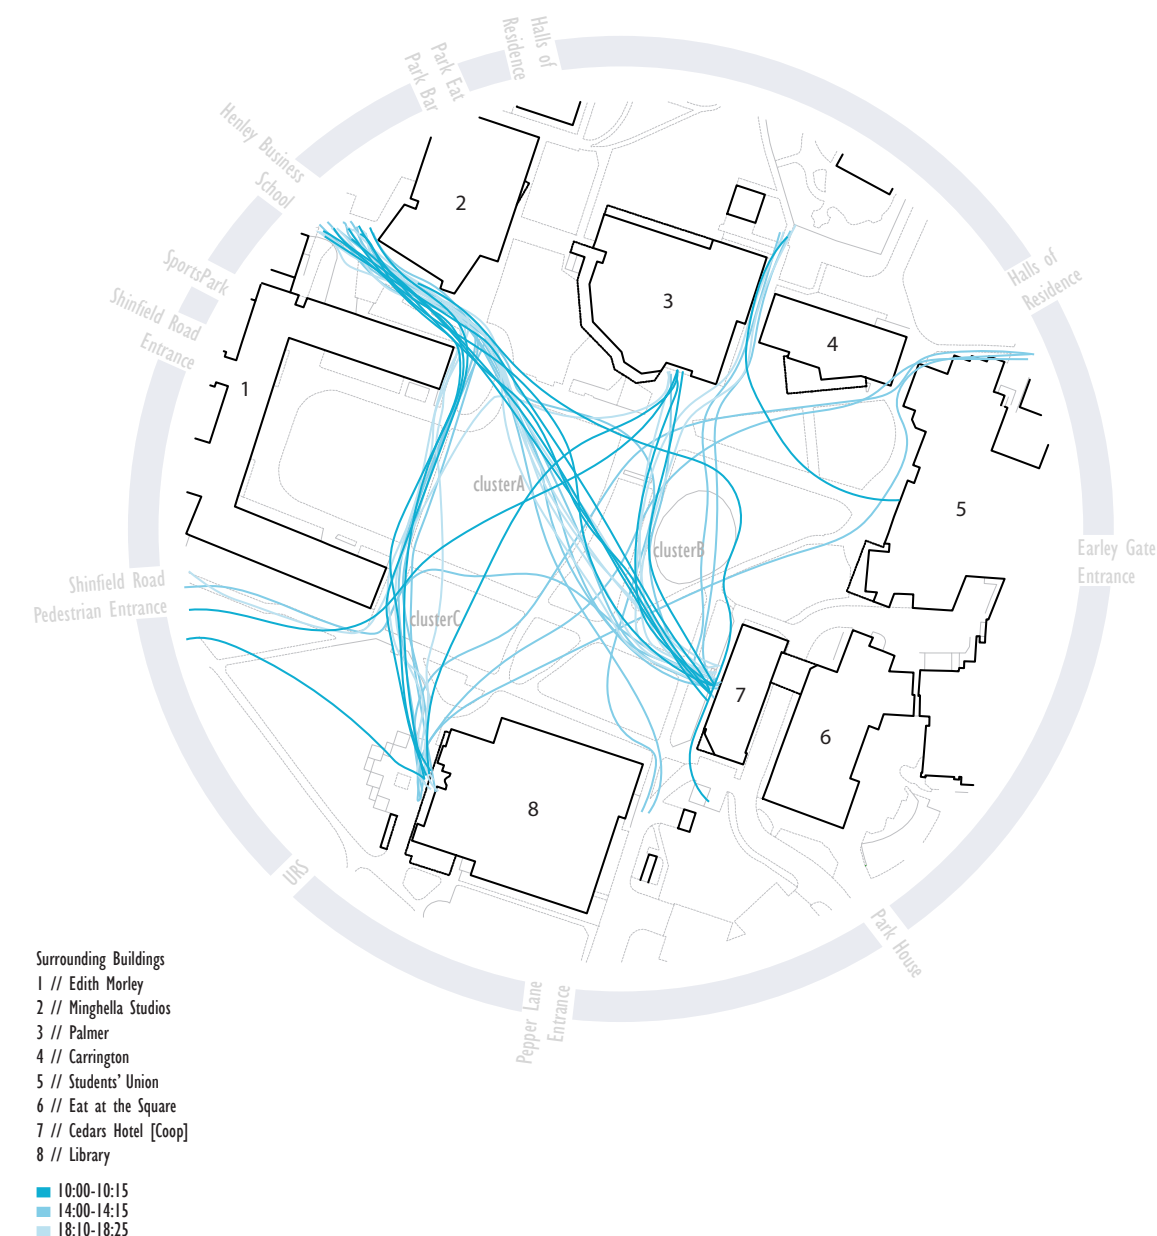 Halls of
Residence
Park Eat
Park Bar
Henley Business
School
SportsPark
Shinfield Road
Entrance
Halls of
Residence
2
3
4
1
clusterA
5
clusterB
Earley Gate
Entrance
Shinfield Road
Pedestrian Entrance
clusterC
7
6
8
URS
Park House
Pepper Lane
Entrance
Surrounding Buildings
1 // Edith Morley
2 // Minghella Studios
3 // Palmer
4 // Carrington
5 // Students' Union
6 // Eat at the Square
7 // Cedars Hotel [Coop]
8 // Library
10:00-10:15
14:00-14:15
18:10-18:25